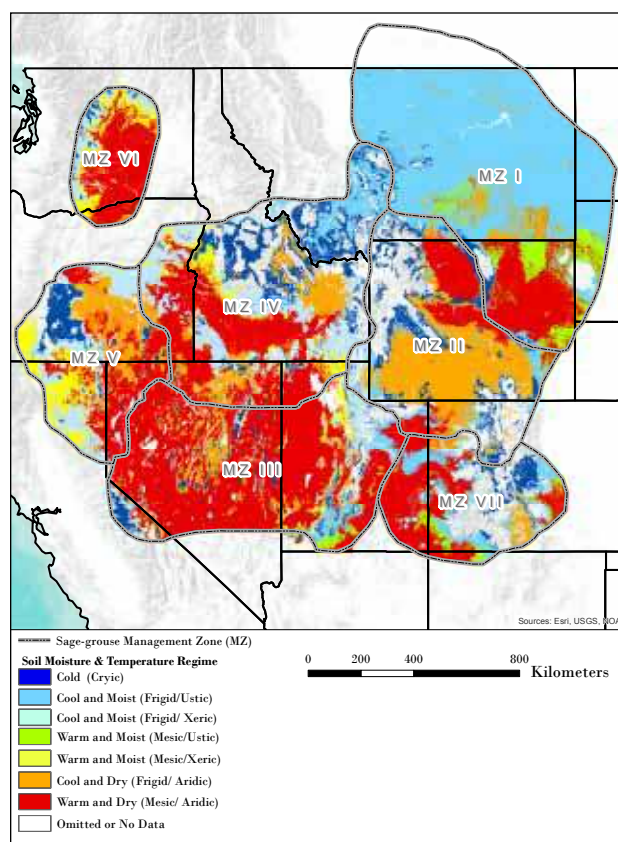 MZ VI
MZ I
MZ IV
MZ V
MZ II
MZ III
MZ VII
Sources: Esri, USGS, NOA
Sage-grouse Management Zone (MZ)
Soil Moisture & Temperature Regime
Cold (Cryic)
Cool and Moist (Frigid/Ustic)
Cool and Moist (Frigid/ Xeric)
Warm and Moist (Mesic/Ustic)
Warm and Moist (Mesic/Xeric)
Cool and Dry (Frigid/ Aridic)
Warm and Dry (Mesic/ Aridic)
Omitted or No Data
0 200 400 800 Kilometers